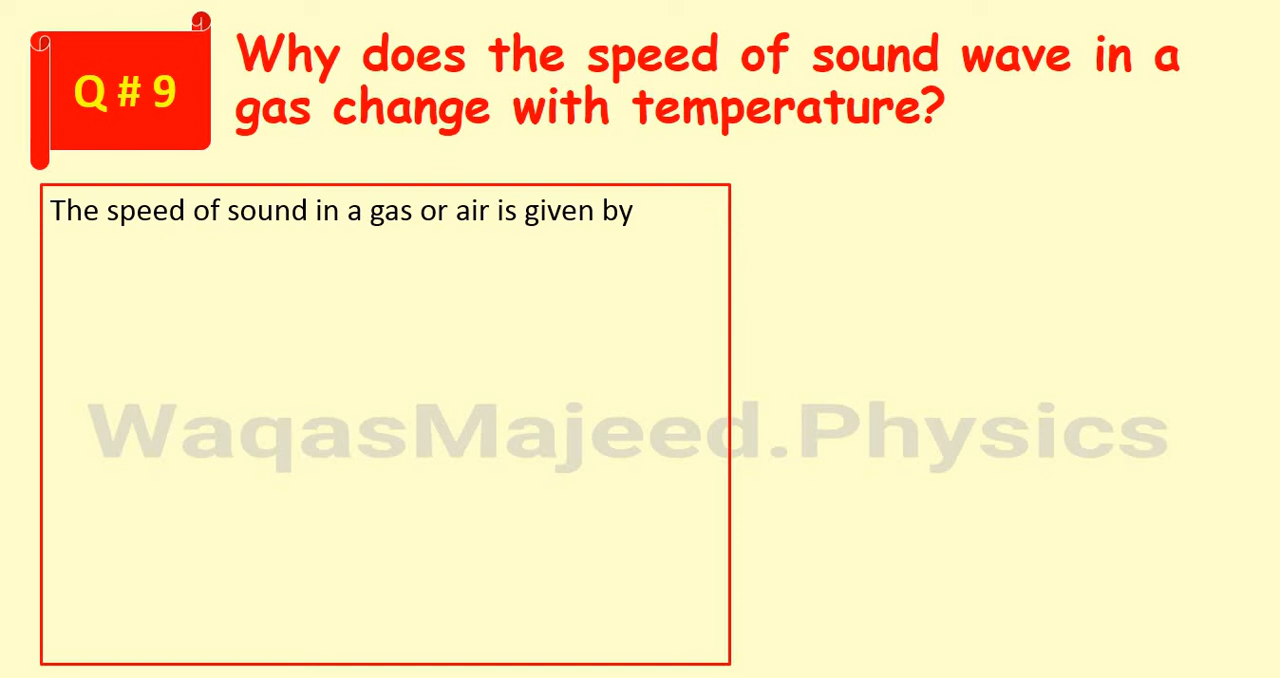 Q # 9
Why does the speed of sound wave in a
gas change with temperature?
The speed of sound in a gas or air is given by
WaqasMajeed.Physics